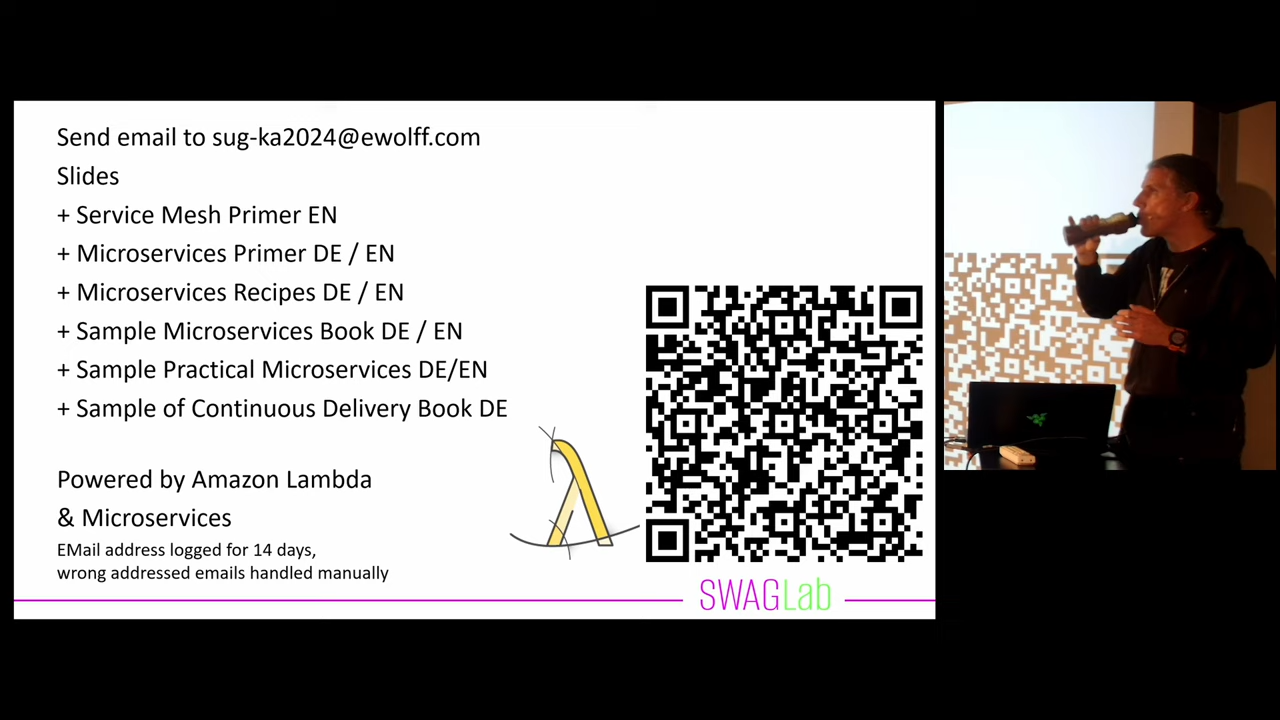 Send email to sug-ka2024@ewolff.com
Slides
+ Service Mesh Primer EN
+ Microservices Primer DE / EN
+ Microservices Recipes DE / EN
+ Sample Microservices Book DE / EN
+ Sample Practical Microservices DE/EN
+ Sample of Continuous Delivery Book DE
Powered by Amazon Lambda
& Microservices
EMail address logged for 14 days,
wrong addressed emails handled manually
SWAGLab